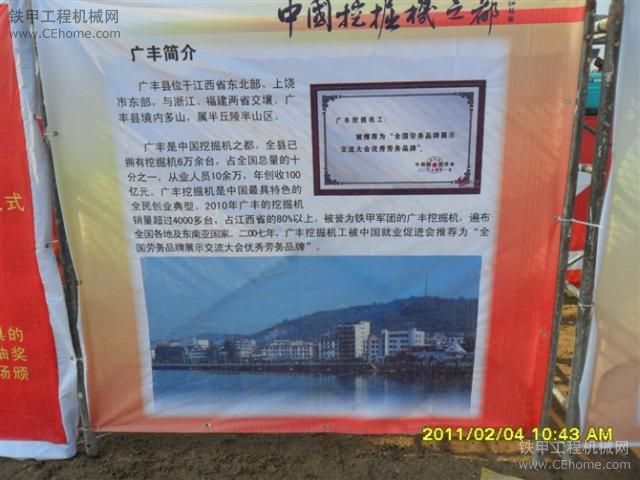 铁甲工程机械网
www.CEhome.com
中國挖掘機之都
广丰简介
广丰县位于江西省东北部、上饶
市东部，与浙江、福建两省交壤。广
丰县境内多山，属半丘陵半山区。
广丰挖掘机工：
被推荐为“全国劳务品牌展示
交流大会优秀劳务品牌”。
广丰是中国挖掘机之都。全县已
拥有挖掘机6万余台，占全国总量的十
分之一，从业人员10余万，年创收100
亿元。广丰挖掘机是中国最具特色的
全民创业典型。2010年广丰的挖掘机
销量超过4000多台，占江西省的80%以上，被誉为铁甲军团的广丰挖掘机，遍布
全国各地及东南亚国家。二00七年，广丰挖掘机工被中国就业促进会推荐为“全
国劳务品牌展示交流大会优秀劳务品牌”。
式
具的
抽奖
场颁
2011/02/04 10:43 AM
铁甲工程机械网
www.CEhome.com